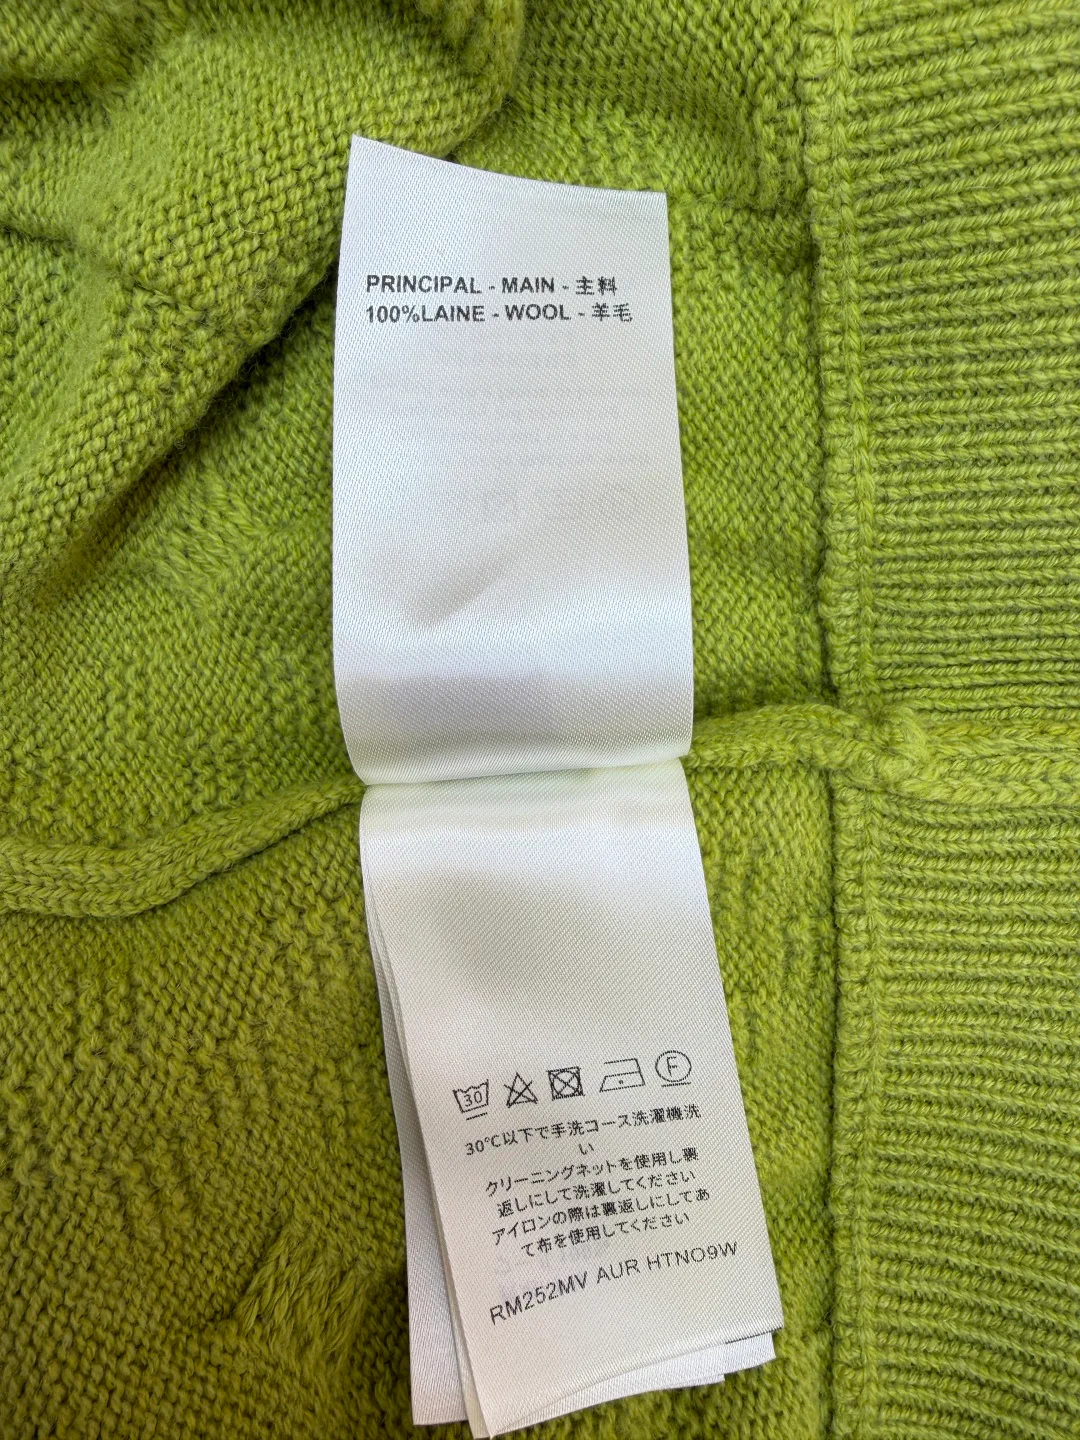 PRINCIPAL - MAIN - 主料
100%LAINE - WOOL - 羊毛
30
F
30℃以下で手洗コース洗濯機洗
い
クリーニングネットを使用し裏
返しにして洗濯してください
アイロンの際は裏返しにしてあ
て布を使用してください
RM252MV AUR HTNO9W